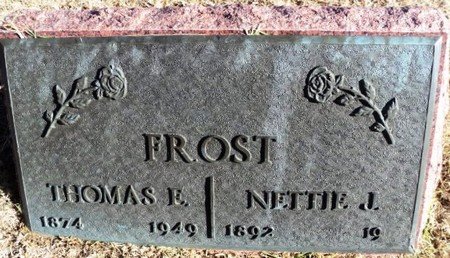 FROST
THOMAS E. NETTIE J.
1874 1949 1892 19